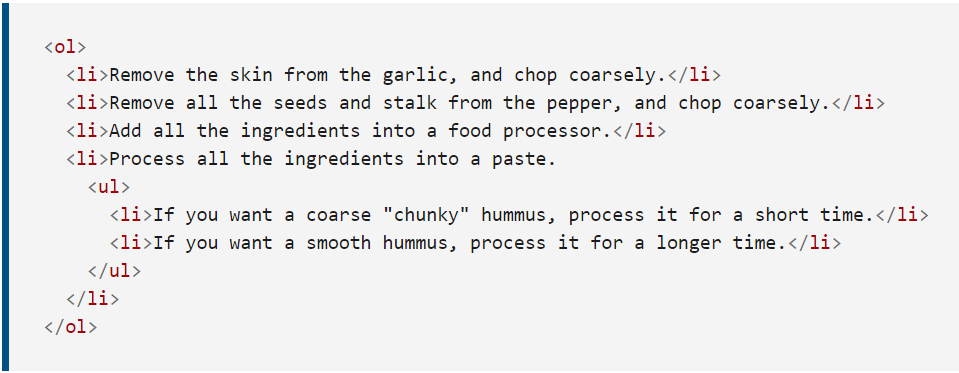 <ol>
  <li>Remove the skin from the garlic, and chop coarsely.</li>
  <li>Remove all the seeds and stalk from the pepper, and chop coarsely.</li>
  <li>Add all the ingredients into a food processor.</li>
  <li>Process all the ingredients into a paste.
    <ul>
      <li>If you want a coarse "chunky" hummus, process it for a short time.</li>
      <li>If you want a smooth hummus, process it for a longer time.</li>
    </ul>
  </li>
</ol>